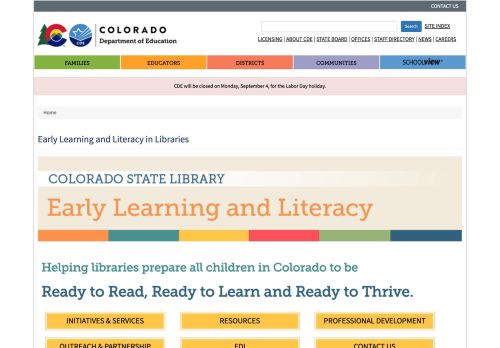 CONTACT US
COLORADO
Department of Education
CDE
Search
SITE INDEX
LICENSING | ABOUT CDE | STATE BOARD | OFFICES | STAFF DIRECTORY | NEWS | CAREERS
FAMILIES
EDUCATORS
DISTRICTS
COMMUNITIES
SCHOOLVIEW
CDE will be closed on Monday, September 4, for the Labor Day holiday.
Home
Early Learning and Literacy in Libraries
COLORADO STATE LIBRARY
Early Learning and Literacy
Helping libraries prepare all children in Colorado to be
Ready to Read, Ready to Learn and Ready to Thrive.
INITIATIVES & SERVICES
RESOURCES
PROFESSIONAL DEVELOPMENT
OUTREACH & PARTNERSHIP
EDI
CONTACT US